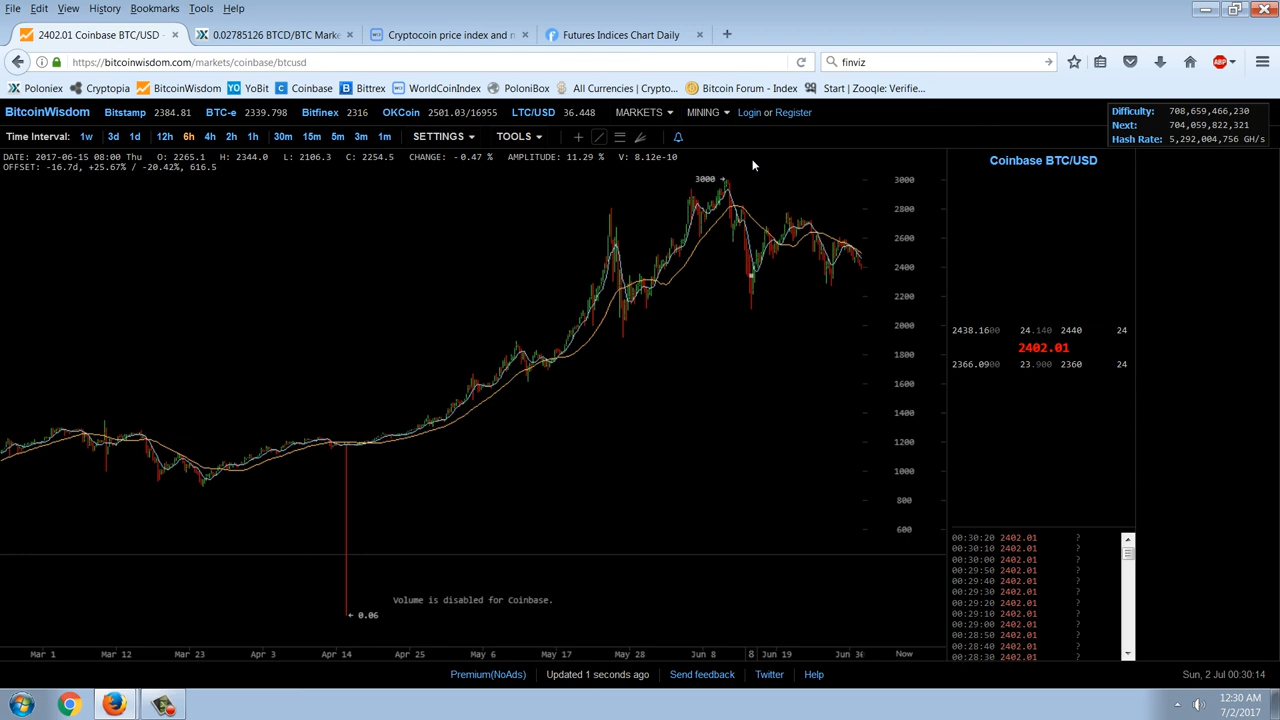 File Edit View History Bookmarks Tools Help
2402.01 Coinbase BTC/USD - × 0.02785126 BTCD/BTC Marke × Cryptocoin price index and r × Futures Indices Chart Daily ×
https://bitcoinwisdom.com/markets/coinbase/btcusd finviz ABP
Poloniex Cryptopia BitcoinWisdom YO YoBit Coinbase Bittrex WorldCoinIndex PoloniBox All Currencies | Crypto... Bitcoin Forum - Index Start | Zooqle: Verifie...
BitcoinWisdom Bitstamp 2384.81 BTC-e 2339.798 Bitfinex 2316 OKCoin 2501.03/16955 LTC/USD 36.448 MARKETS MINING Login or Register
Difficulty: 708,659,466,230
Next: 704,059,822,321
Hash Rate: 5,292,004,756 GH/s
Time Interval: 1w 3d 1d 12h 6h 4h 2h 1h 30m 15m 5m 3m 1m SETTINGS TOOLS
DATE: 2017-06-15 08:00 Thu O: 2265.1 H: 2344.0 L: 2106.3 C: 2254.5 CHANGE: -0.47 % AMPLITUDE: 11.29 % V: 8.12e-10
OFFSET: -16.7d, +25.67% / -20.42%, 616.5
Coinbase BTC/USD
3000 →
3000
2800
2600
2400
2200
2000
1800
1600
1400
1200
1000
800
600
2438.1600 24.140 2440 24
2402.01
2366.0900 23.900 2360 24
00:30:20 2402.01 ?
00:30:10 2402.01 ?
00:30:00 2402.01 ?
00:29:50 2402.01 ?
00:29:40 2402.01 ?
00:29:30 2402.01 ?
00:29:20 2402.01 ?
00:29:10 2402.01 ?
00:29:00 2402.01 ?
00:28:50 2402.01 ?
00:28:40 2402.01 ?
00:28:30 2402.01 ?
Volume is disabled for Coinbase.
← 0.06
Mar 1 Mar 12 Mar 23 Apr 3 Apr 14 Apr 25 May 6 May 17 May 28 Jun 8 8 Jun 19 Jun 30 Now
Premium(NoAds) Updated 1 seconds ago Send feedback Twitter Help Sun, 2 Jul 00:30:14
12:30 AM
7/2/2017